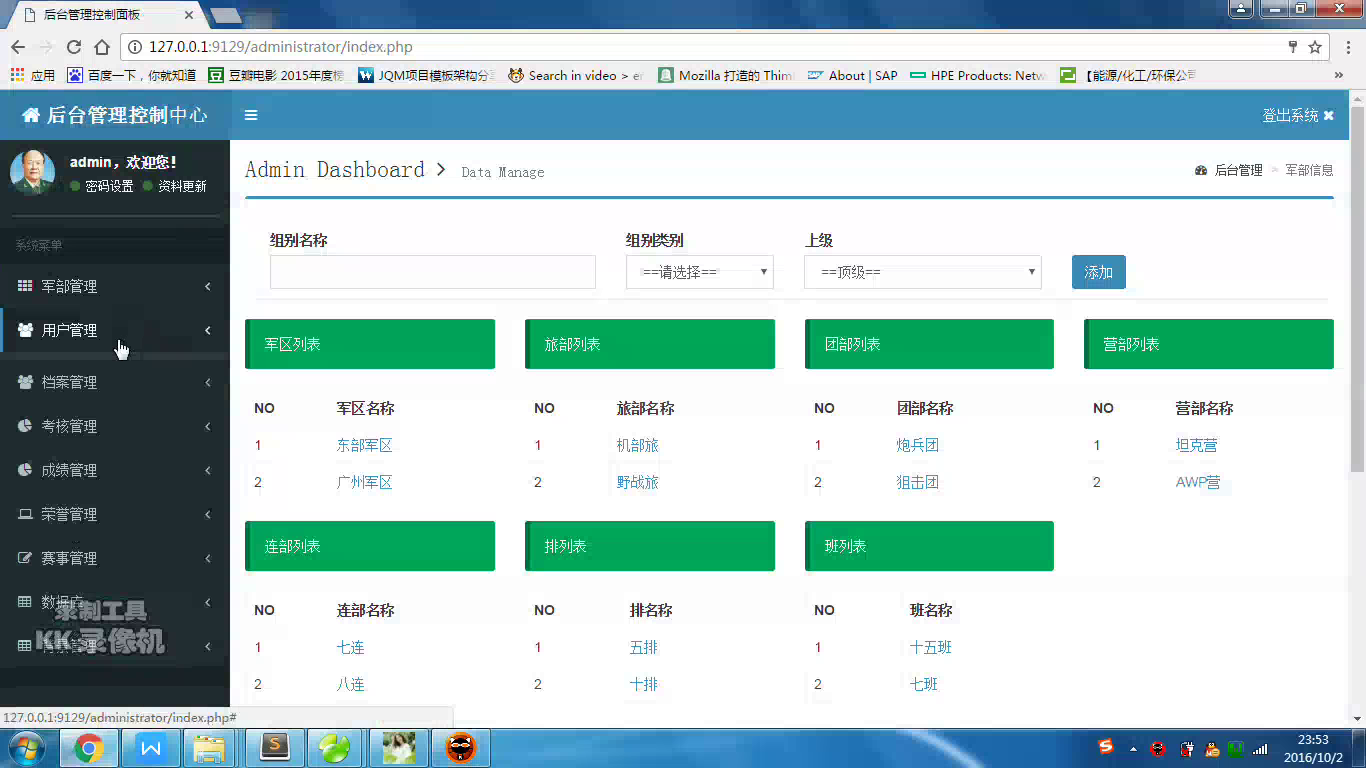 后台管理控制面板
127.0.0.1:9129/administrator/index.php
应用 百度一下，你就知道 豆瓣电影 2015年度榜 JQM项目模板架构分 Search in video > e Mozilla 打造的 Thim About | SAP HPE Products: Netw 【能源/化工/环保公司 »
后台管理控制中心
登出系统
admin，欢迎您!
密码设置 资料更新
Admin Dashboard > Data Manage
后台管理 > 军部信息
系统菜单
军部管理
用户管理
档案管理
考核管理
成绩管理
荣誉管理
赛事管理
数据库
录制工具
KK录像机
组别名称 组别类别 上级
==请选择== ==顶级== 添加
军区列表 旅部列表 团部列表 营部列表
NO 军区名称 NO 旅部名称 NO 团部名称 NO 营部名称
1 东部军区 1 机部旅 1 炮兵团 1 坦克营
2 广州军区 2 野战旅 2 狙击团 2 AWP营
连部列表 排列表 班列表
NO 连部名称 NO 排名称 NO 班名称
1 七连 1 五排 1 十五班
2 八连 2 十排 2 七班
127.0.0.1:9129/administrator/index.php#
23:53
2016/10/2